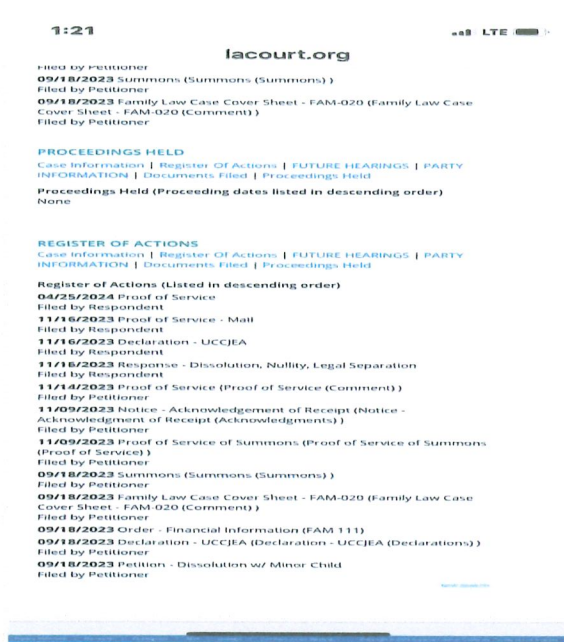 1:21
LTE
lacourt.org
Filed by Petitioner
09/18/2023 Summons (Summons (Summons) )
Filed by Petitioner
09/18/2023 Family Law Case Cover Sheet - FAM-020 (Family Law Case
Cover Sheet - FAM-020 (Comment) )
Filed by Petitioner
PROCEEDINGS HELD
Case Information | Register Of Actions | FUTURE HEARINGS | PARTY
INFORMATION | Documents Filed | Proceedings Held
Proceedings Held (Proceeding dates listed in descending order)
None
REGISTER OF ACTIONS
Case Information | Register Of Actions | FUTURE HEARINGS | PARTY
INFORMATION | Documents Filed | Proceedings Held
Register of Actions (Listed in descending order)
04/25/2024 Proof of Service
Filed by Respondent
11/16/2023 Proof of Service - Mail
Filed by Respondent
11/16/2023 Declaration - UCCJEA
Filed by Respondent
11/16/2023 Response - Dissolution, Nullity, Legal Separation
Filed by Respondent
11/14/2023 Proof of Service (Proof of Service (Comment) )
Filed by Petitioner
11/09/2023 Notice - Acknowledgement of Receipt (Notice -
Acknowledgment of Receipt (Acknowledgments) )
Filed by Petitioner
11/09/2023 Proof of Service of Summons (Proof of Service of Summons
(Proof of Service) )
Filed by Petitioner
09/18/2023 Summons (Summons (Summons) )
Filed by Petitioner
09/18/2023 Family Law Case Cover Sheet - FAM-020 (Family Law Case
Cover Sheet - FAM-020 (Comment) )
Filed by Petitioner
09/18/2023 Order - Financial Information (FAM 111)
09/18/2023 Declaration - UCCJEA (Declaration - UCCJEA (Declarations) )
Filed by Petitioner
09/18/2023 Petition - Dissolution w/ Minor Child
Filed by Petitioner